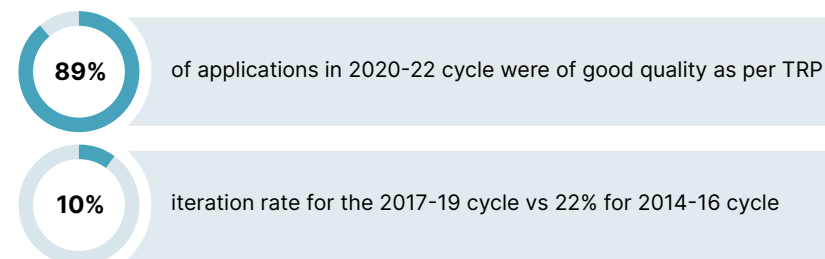 89%
of applications in 2020-22 cycle were of good quality as per TRP
10%
iteration rate for the 2017-19 cycle vs 22% for 2014-16 cycle